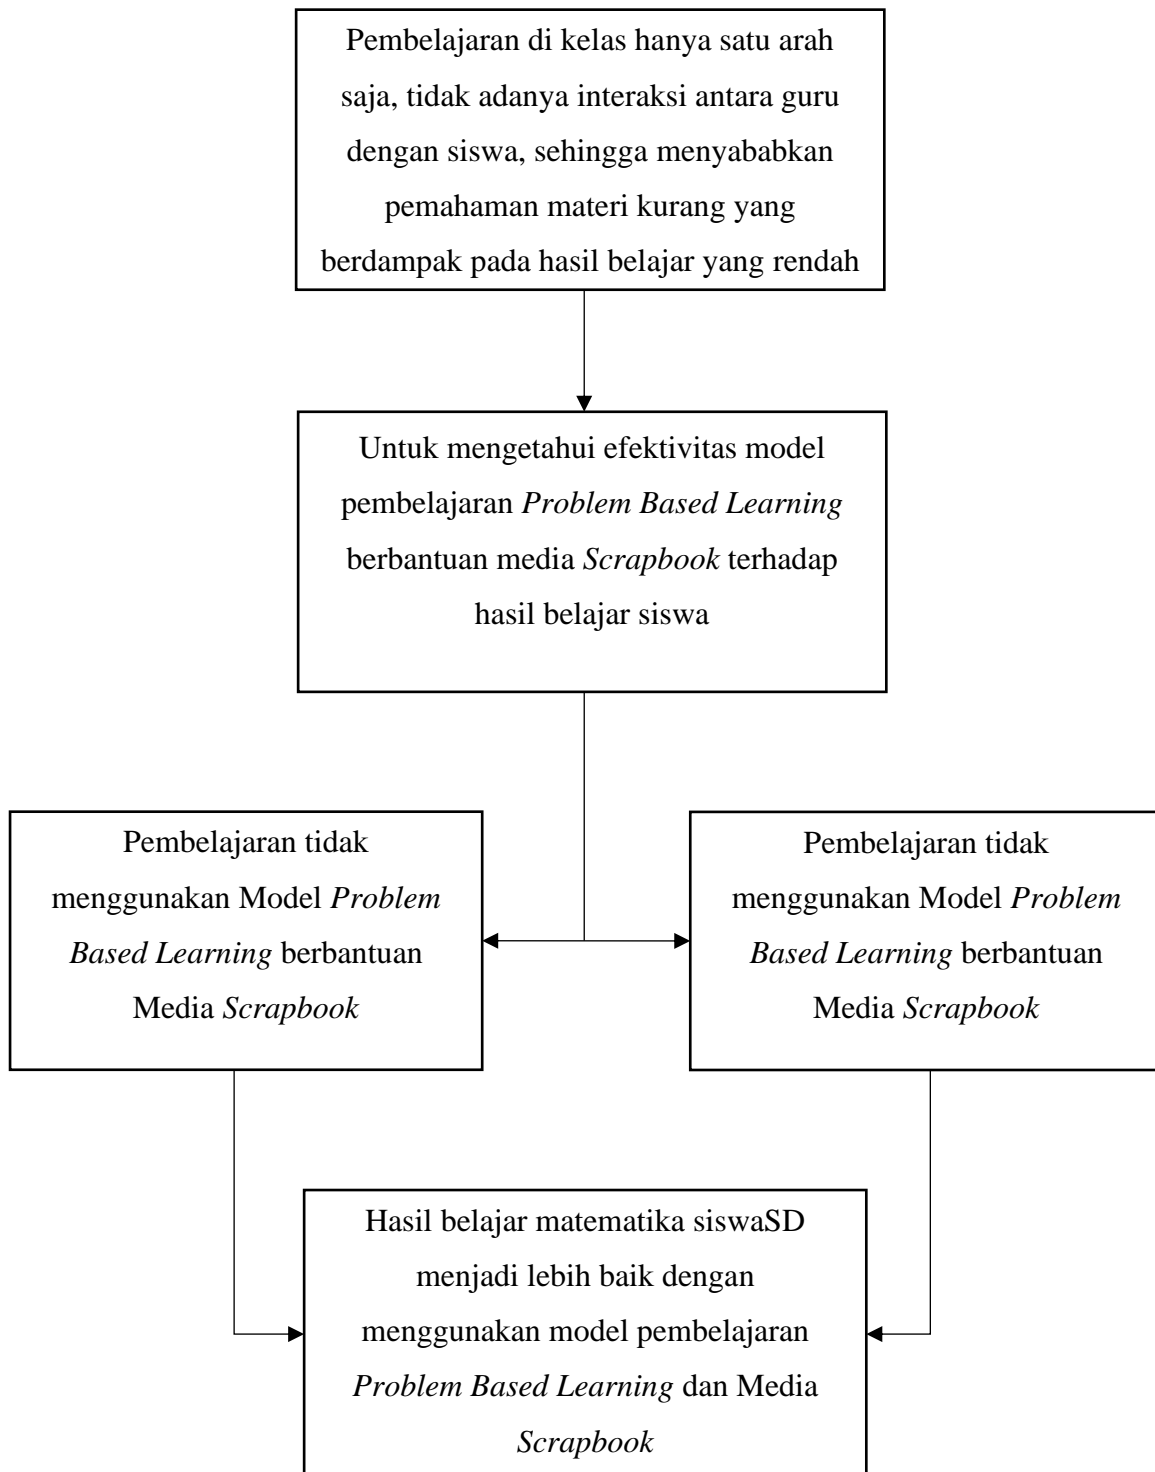 Pembelajaran di kelas hanya satu arah
saja, tidak adanya interaksi antara guru
dengan siswa, sehingga menyababkan
pemahaman materi kurang yang
berdampak pada hasil belajar yang rendah
Untuk mengetahui efektivitas model
pembelajaran Problem Based Learning
berbantuan media Scrapbook terhadap
hasil belajar siswa
Pembelajaran tidak
menggunakan Model Problem
Based Learning berbantuan
Media Scrapbook
Pembelajaran tidak
menggunakan Model Problem
Based Learning berbantuan
Media Scrapbook
Hasil belajar matematika siswaSD
menjadi lebih baik dengan
menggunakan model pembelajaran
Problem Based Learning dan Media
Scrapbook